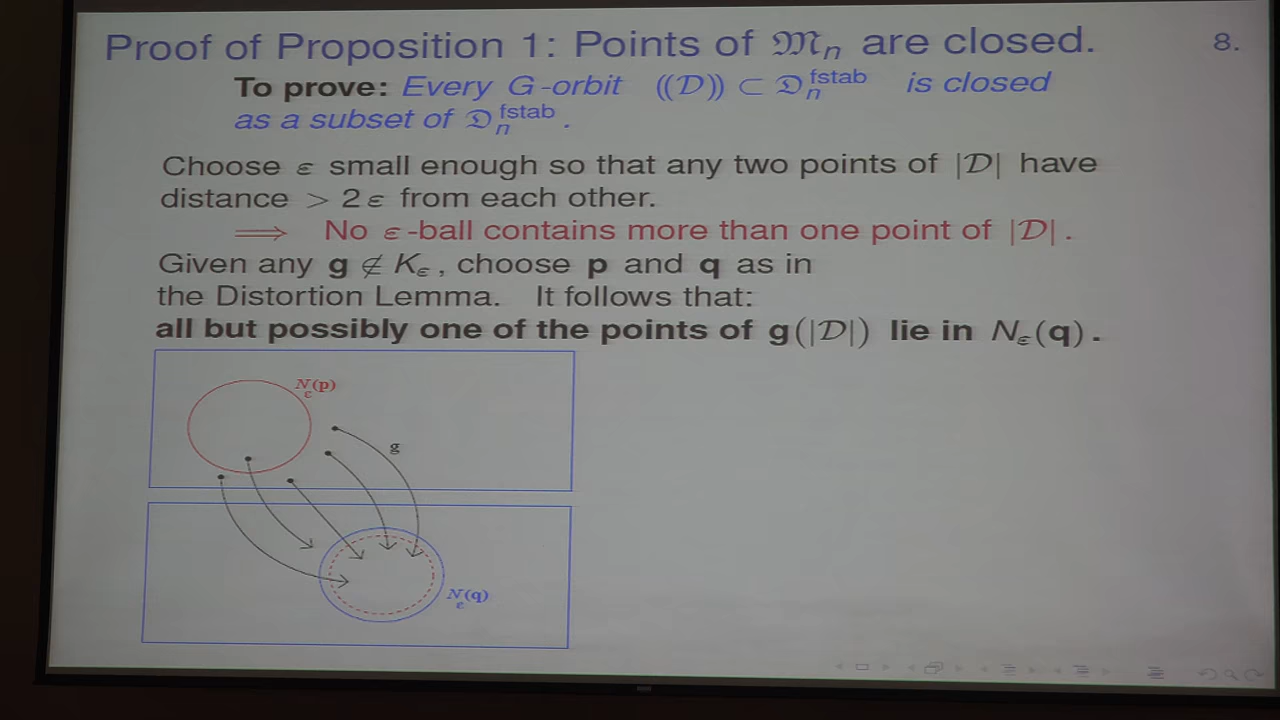 Proof of Proposition 1: Points of 𝔐ₙ are closed.
8.
To prove: Every G-orbit ((𝒟)) ⊂ 𝔇ₙ^fstab is closed
as a subset of 𝔇ₙ^fstab .
Choose ε small enough so that any two points of |𝒟| have
distance > 2 ε from each other.
⟹ No ε-ball contains more than one point of |𝒟| .
Given any g ∉ K_ε , choose p and q as in
the Distortion Lemma. It follows that:
all but possibly one of the points of g(|𝒟|) lie in N_ε(q) .
N_ε(p)
g
N_ε(q)